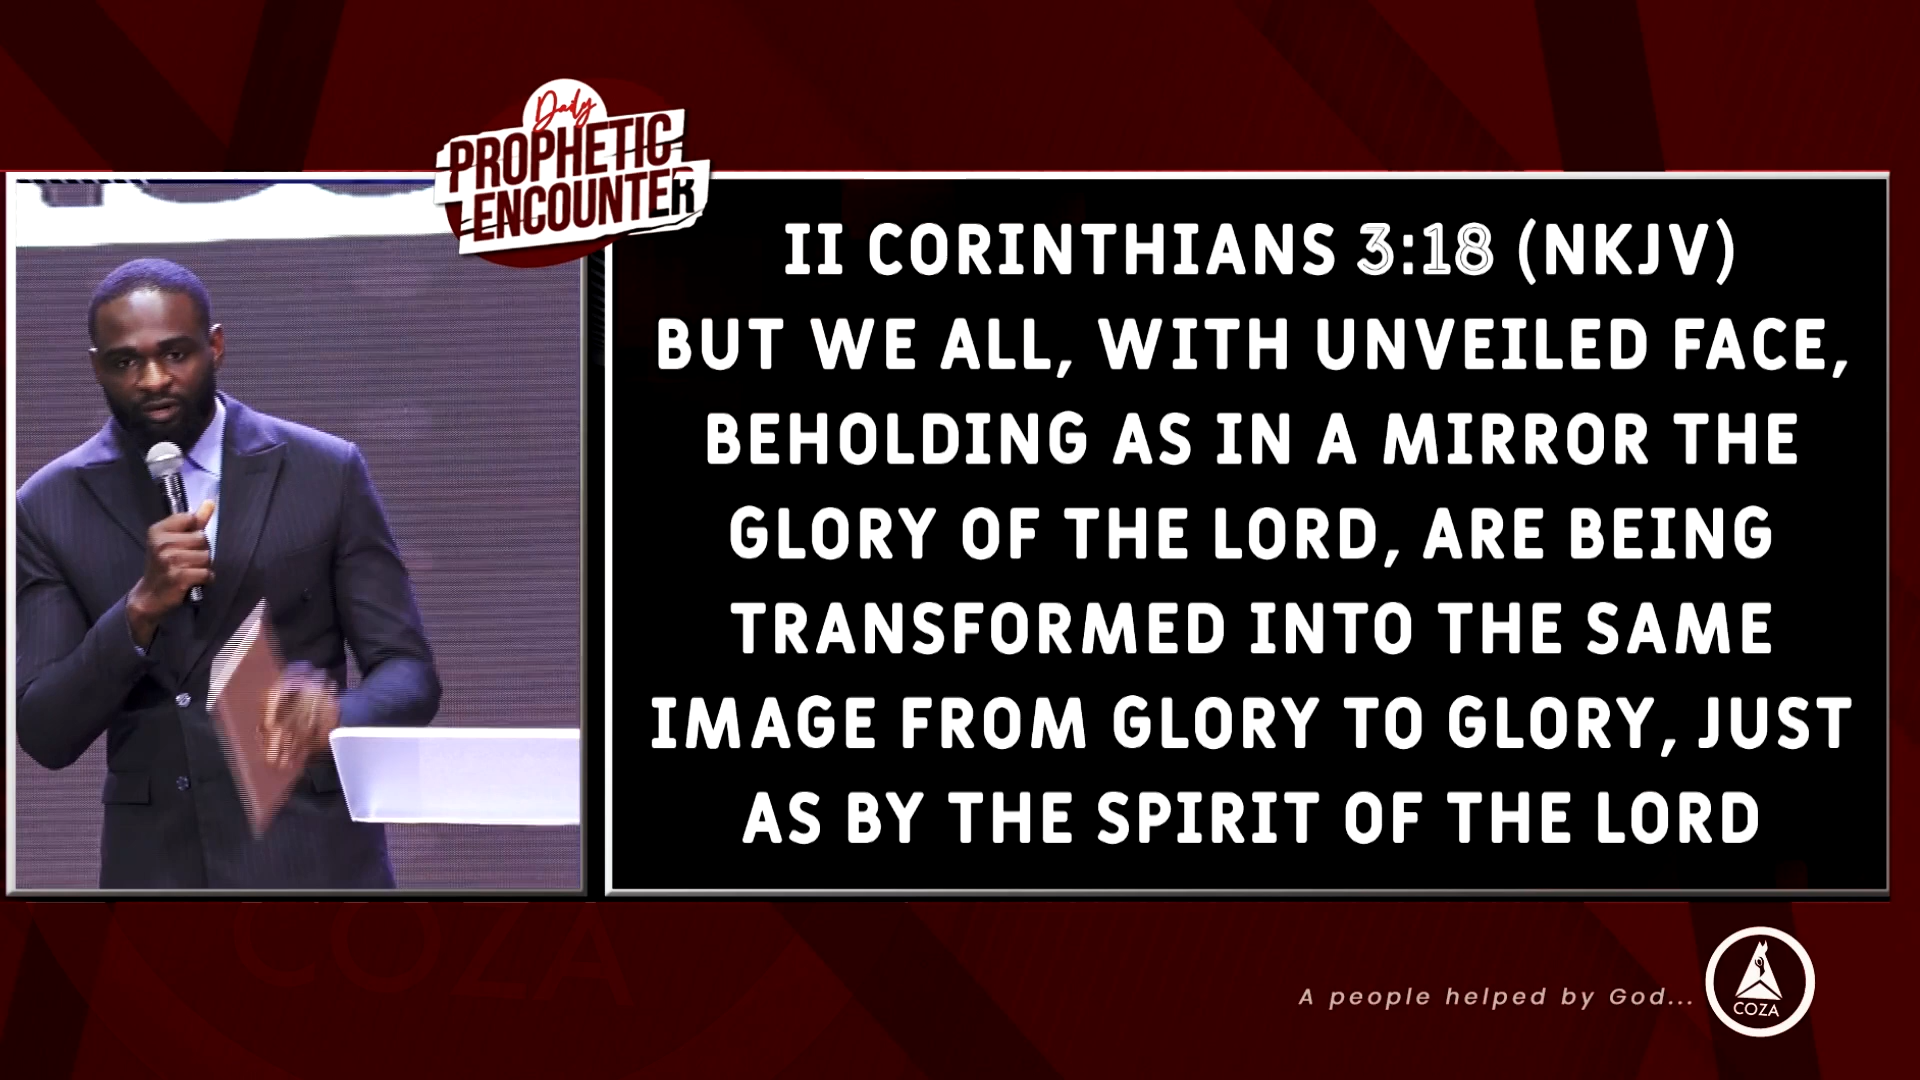 Daily
PROPHETIC
ENCOUNTER
II CORINTHIANS 3:18 (NKJV)
BUT WE ALL, WITH UNVEILED FACE,
BEHOLDING AS IN A MIRROR THE
GLORY OF THE LORD, ARE BEING
TRANSFORMED INTO THE SAME
IMAGE FROM GLORY TO GLORY, JUST
AS BY THE SPIRIT OF THE LORD
COZA
A people helped by God...
COZA